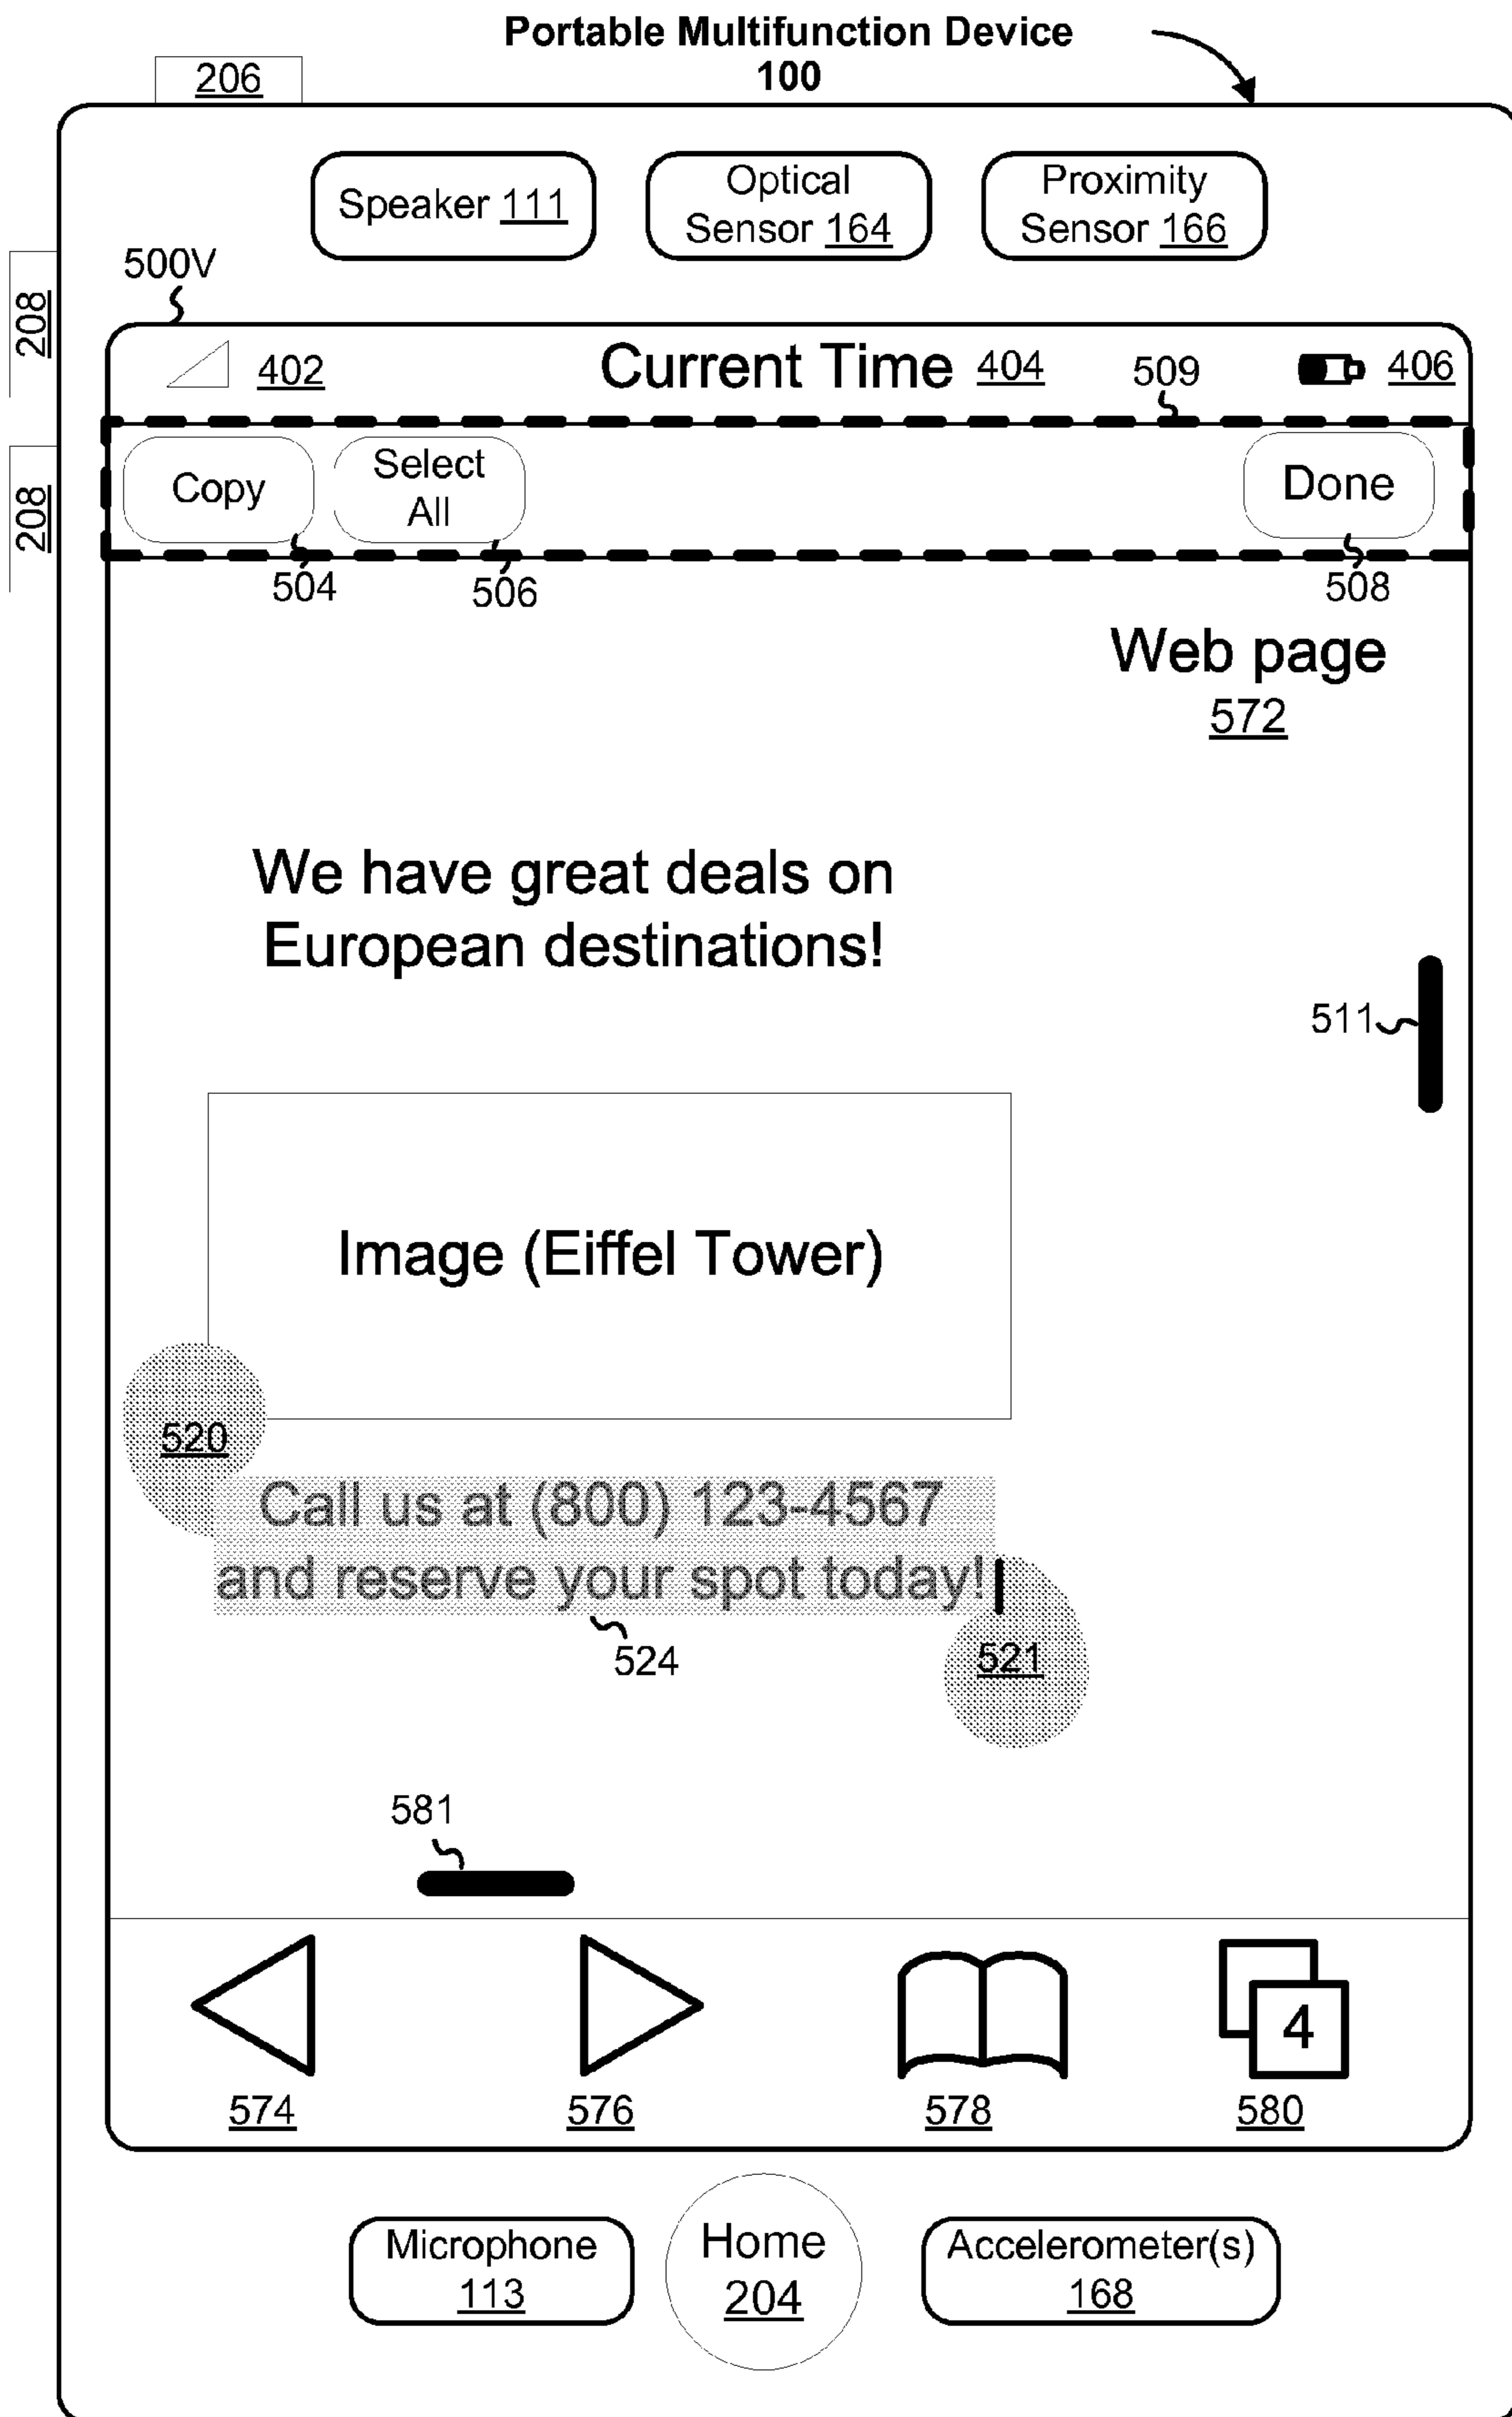 Portable Multifunction Device
100
206
Speaker 111
Optical
Sensor 164
Proximity
Sensor 166
208
500V
402
Current Time 404
509
406
208
Copy
Select
All
Done
504
506
508
Web page
572
We have great deals on
European destinations!
511
Image (Eiffel Tower)
520
Call us at (800) 123-4567
and reserve your spot today!
524
521
581
4
574
576
578
580
Microphone
113
Home
204
Accelerometer(s)
168